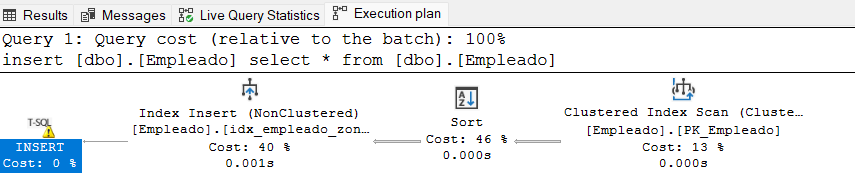 Results Messages Live Query Statistics Execution plan
Query 1: Query cost (relative to the batch): 100%
insert [dbo].[Empleado] select * from [dbo].[Empleado]
T-SQL
INSERT
Cost: 0 %
Index Insert (NonClustered)
[Empleado].[idx_empleado_zon…
Cost: 40 %
0.001s
A
Z
Sort
Cost: 46 %
0.000s
Clustered Index Scan (Cluste…
[Empleado].[PK_Empleado]
Cost: 13 %
0.000s